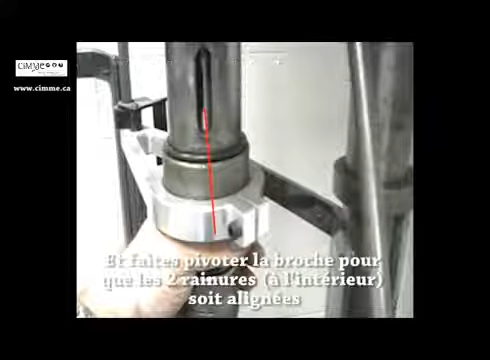 CIMME
www.cimme.ca
Et faites pivoter la broche pour
que les 2 rainures (à l'intérieur)
soit alignées